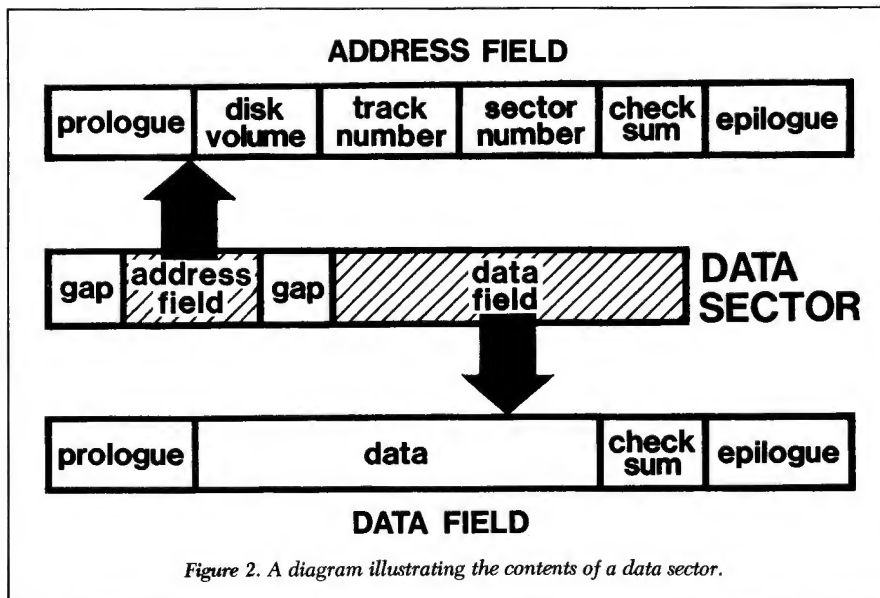 ADDRESS FIELD
prologue
disk
volume
track
number
sector
number
check
sum
epilogue
gap
address
field
gap
data
field
DATA
SECTOR
prologue
data
check
sum
epilogue
DATA FIELD
Figure 2. A diagram illustrating the contents of a data sector.